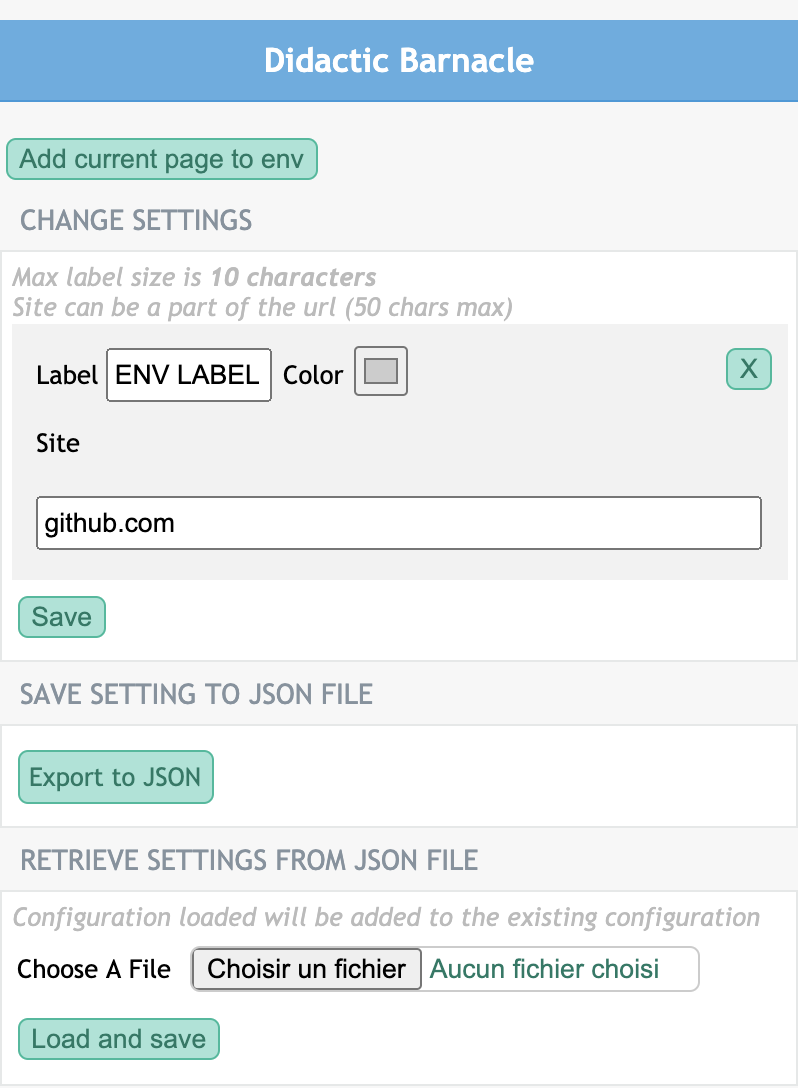 Didactic Barnacle
Add current page to env
CHANGE SETTINGS
Max label size is 10 characters
Site can be a part of the url (50 chars max)
Label ENV LABEL Color X
Site
github.com
Save
SAVE SETTING TO JSON FILE
Export to JSON
RETRIEVE SETTINGS FROM JSON FILE
Configuration loaded will be added to the existing configuration
Choose A File Choisir un fichier Aucun fichier choisi
Load and save